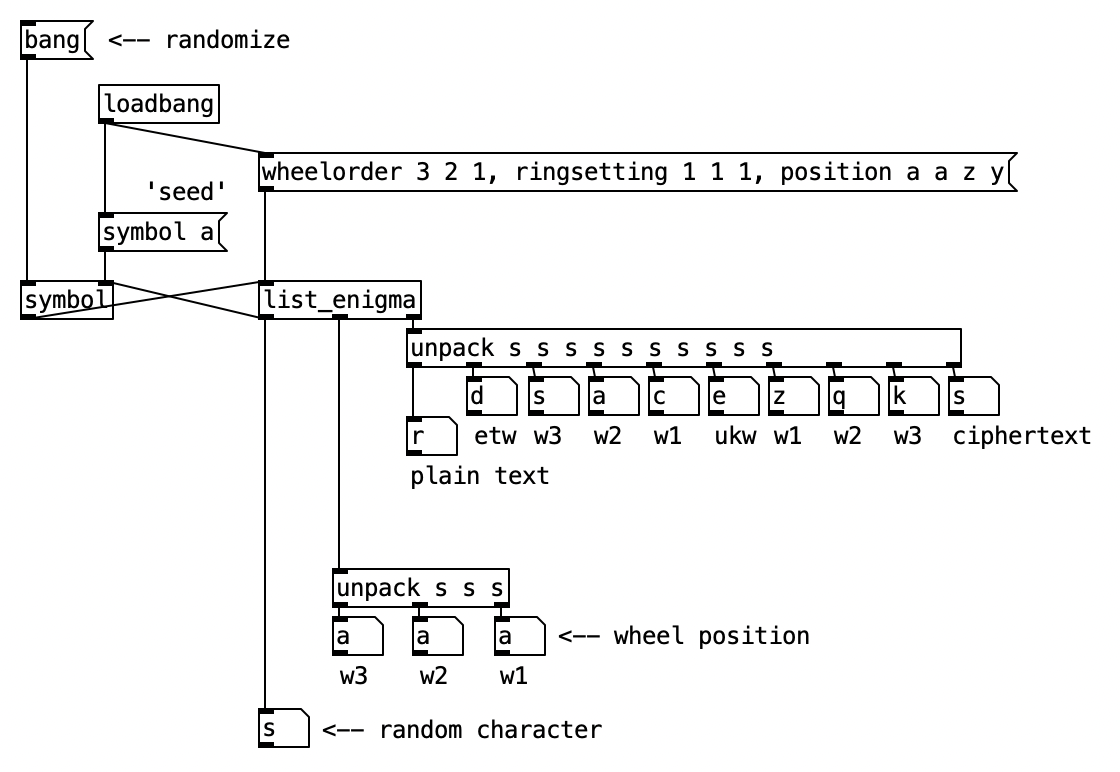 bang <-- randomize
loadbang
wheelorder 3 2 1, ringsetting 1 1 1, position a a z y
'seed'
symbol a
symbol list_enigma
unpack s s s s s s s s s s
d s a c e z q k s
r etw w3 w2 w1 ukw w1 w2 w3 ciphertext
plain text
unpack s s s
a a a <-- wheel position
w3 w2 w1
s <-- random character